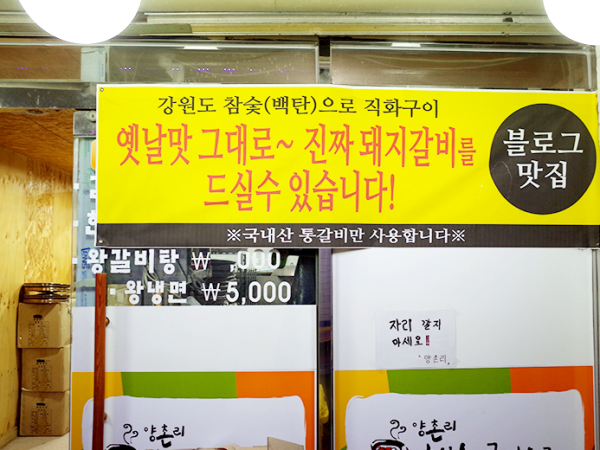 강원도 참숯(백탄)으로 직화구이
옛날맛 그대로~ 진짜 돼지갈비를
드실수 있습니다!
블로그
맛집
※국내산 통갈비만 사용합니다※
왕갈비탕 ₩ ,000
왕냉면 ₩5,000
자리 깔지
마세요!!
양촌리.
양촌리